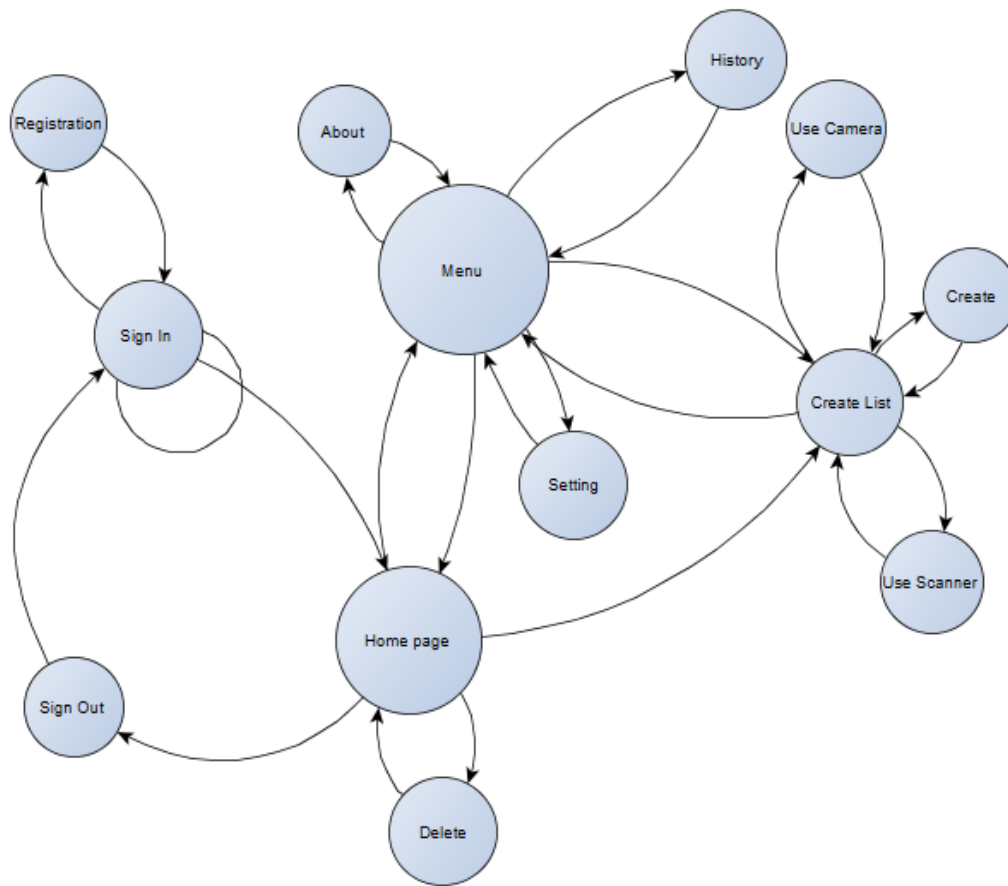 History
Registration
Use Camera
About
Menu
Create
Sign In
Create List
Setting
Use Scanner
Home page
Sign Out
Delete